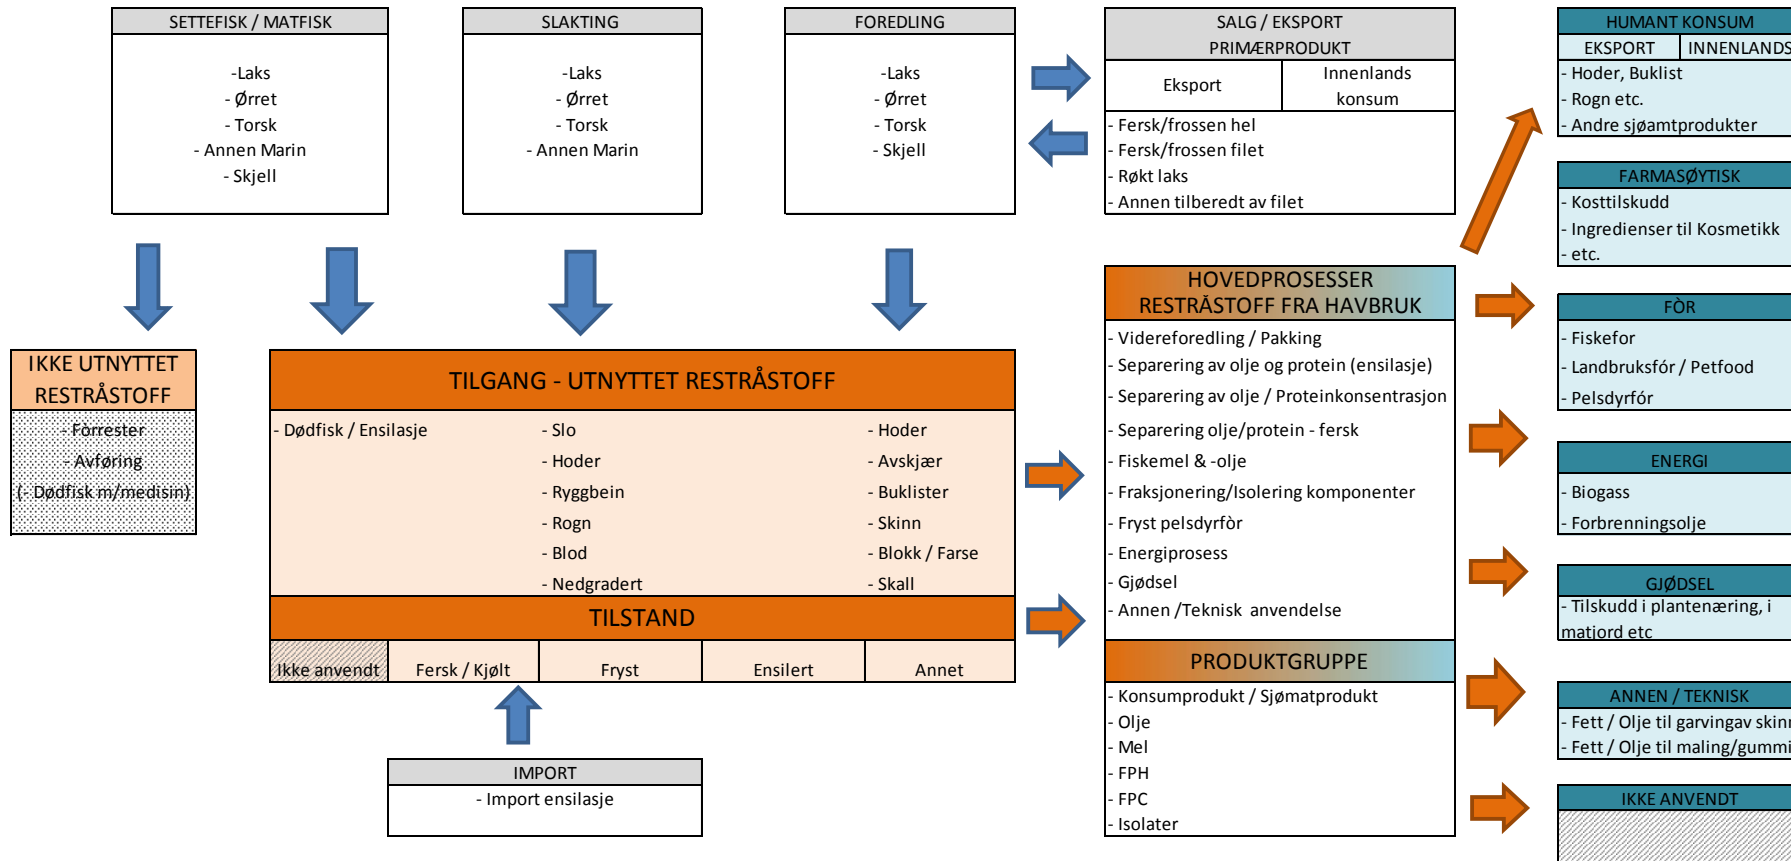 SETTEFISK / MATFISK
-Laks
- Ørret
- Torsk
- Annen Marin
- Skjell
SLAKTING
-Laks
- Ørret
- Torsk
- Annen Marin
FOREDLING
-Laks
- Ørret
- Torsk
- Skjell
SALG / EKSPORT
PRIMÆRPRODUKT
Eksport
Innenlands
konsum
- Fersk/frossen hel
- Fersk/frossen filet
- Røkt laks
- Annen tilberedt av filet
HUMANT KONSUM
EKSPORT
INNENLANDS
- Hoder, Buklist
- Rogn etc.
- Andre sjøamtprodukter
FARMASØYTISK
- Kosttilskudd
- Ingredienser til Kosmetikk
- etc.
IKKE UTNYTTET
RESTRÅSTOFF
- Fòrrester
- Avføring
(- Dødfisk m/medisin)
TILGANG - UTNYTTET RESTRÅSTOFF
- Dødfisk / Ensilasje
- Slo
- Hoder
- Ryggbein
- Rogn
- Blod
- Nedgradert
- Hoder
- Avskjær
- Buklister
- Skinn
- Blokk / Farse
- Skall
TILSTAND
Ikke anvendt
Fersk / Kjølt
Fryst
Ensilert
Annet
IMPORT
- Import ensilasje
HOVEDPROSESSER
RESTRÅSTOFF FRA HAVBRUK
- Videreforedling / Pakking
- Separering av olje og protein (ensilasje)
- Separering av olje / Proteinkonsentrasjon
- Separering olje/protein - fersk
- Fiskemel & -olje
- Fraksjonering/Isolering komponenter
- Fryst pelsdyrfòr
- Energiprosess
- Gjødsel
- Annen /Teknisk anvendelse
PRODUKTGRUPPE
- Konsumprodukt / Sjømatprodukt
- Olje
- Mel
- FPH
- FPC
- Isolater
FÒR
- Fiskefor
- Landbruksfór / Petfood
- Pelsdyrfór
ENERGI
- Biogass
- Forbrenningsolje
GJØDSEL
- Tilskudd i plantenæring, i
matjord etc
ANNEN / TEKNISK
- Fett / Olje til garvingav skinn
- Fett / Olje til maling/gummi
IKKE ANVENDT